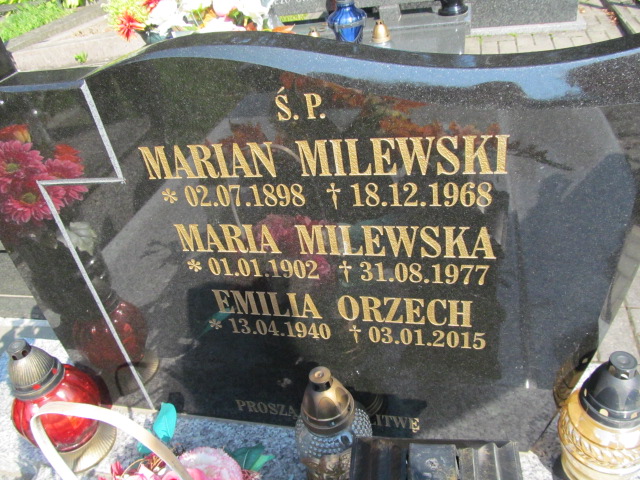 Ś.P.
MARIAN MILEWSKI
* 02.07.1898 † 18.12.1968
MARIA MILEWSKA
* 01.01.1902 † 31.08.1977
EMILIA ORZECH
* 13.04.1940 † 03.01.2015
PROSZĄ